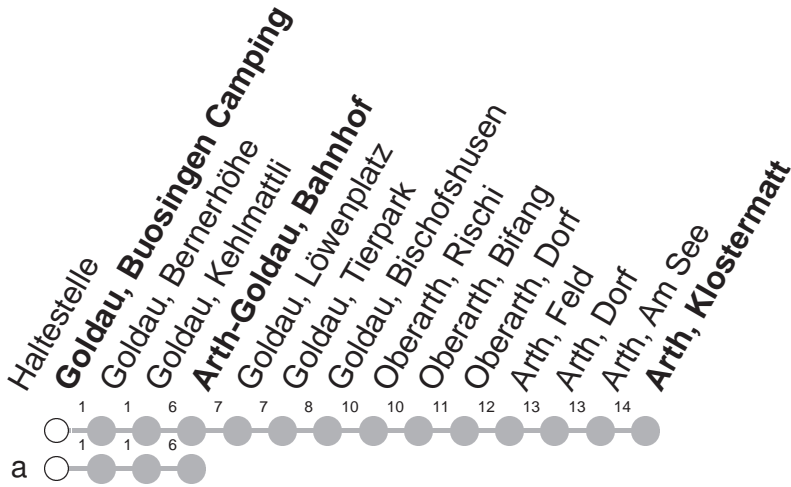 Haltestelle
Goldau, Buosingen Camping
Goldau, Bernerhöhe
Goldau, Kehlmattli
Arth-Goldau, Bahnhof
Goldau, Löwenplatz
Goldau, Tierpark
Goldau, Bischofshusen
Oberarth, Rischi
Oberarth, Bifang
Oberarth, Dorf
Arth, Feld
Arth, Dorf
Arth, Am See
Arth, Klostermatt
1 1 6 7 7 8 10 10 11 12 13 13 14
a 1 1 6